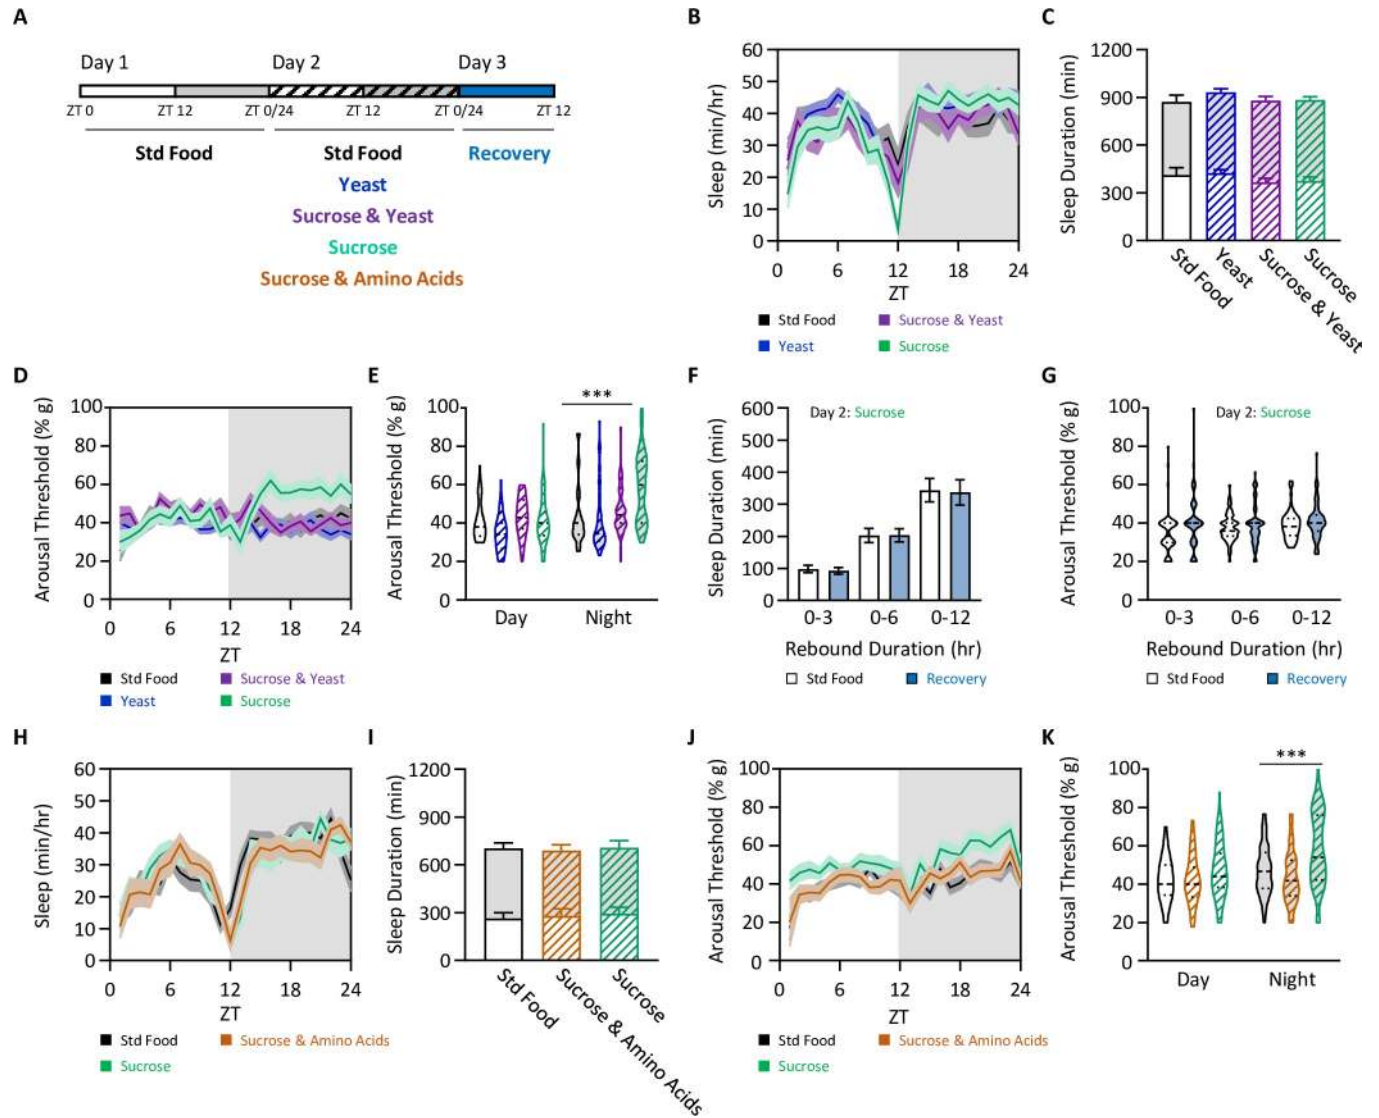 A
Day 1
Day 2
Day 3
ZT 0
ZT 12
ZT 0/24
ZT 12
ZT 0/24
ZT 12
Std Food
Std Food
Recovery
Yeast
Sucrose & Yeast
Sucrose
Sucrose & Amino Acids
B
Sleep (min/hr)
60
50
40
30
20
10
0
0
6
12
18
24
ZT
Std Food
Sucrose & Yeast
Yeast
Sucrose
C
Sleep Duration (min)
1200
900
600
300
0
Std Food
Yeast
Sucrose & Yeast
Sucrose
D
Arousal Threshold (% g)
100
80
60
40
20
0
0
6
12
18
24
ZT
Std Food
Sucrose & Yeast
Yeast
Sucrose
E
Arousal Threshold (% g)
100
80
60
40
20
0
***
Day
Night
F
Sleep Duration (min)
600
500
400
300
200
100
0
Day 2: Sucrose
0-3
0-6
0-12
Rebound Duration (hr)
Std Food
Recovery
G
Arousal Threshold (% g)
100
80
60
40
20
0
Day 2: Sucrose
0-3
0-6
0-12
Rebound Duration (hr)
Std Food
Recovery
H
Sleep (min/hr)
60
50
40
30
20
10
0
0
6
12
18
24
ZT
Std Food
Sucrose & Amino Acids
Sucrose
I
Sleep Duration (min)
1200
900
600
300
0
Std Food
Sucrose & Amino Acids
Sucrose
J
Arousal Threshold (% g)
100
80
60
40
20
0
0
6
12
18
24
ZT
Std Food
Sucrose & Amino Acids
Sucrose
K
Arousal Threshold (% g)
100
80
60
40
20
0
***
Day
Night